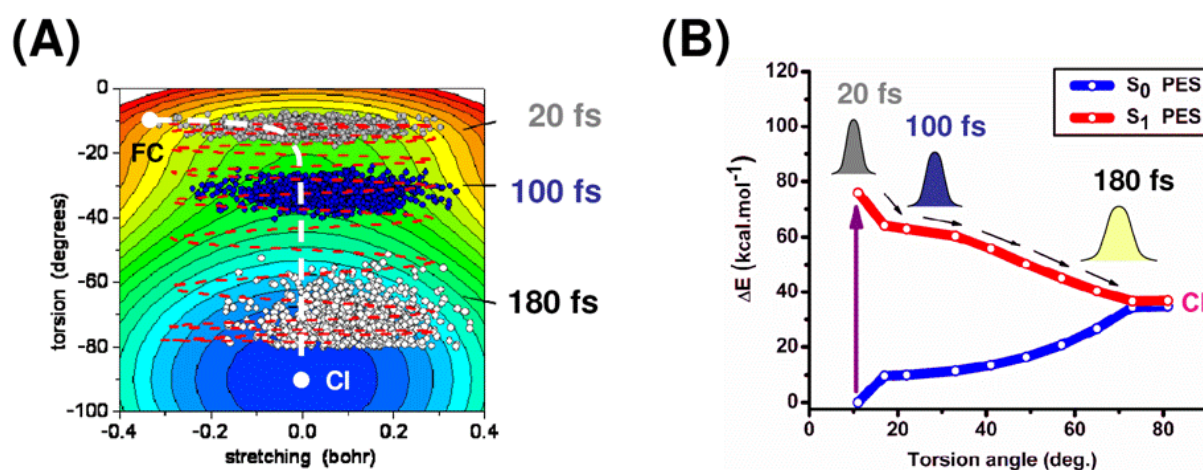 (A)
0
-20
-40
-60
-80
-100
torsion (degrees)
-0.4
-0.2
0.0
0.2
0.4
stretching (bohr)
FC
CI
20 fs
100 fs
180 fs
(B)
120
100
80
60
40
20
0
ΔE (kcal.mol⁻¹)
0
20
40
60
80
Torsion angle (deg.)
S₀ PES
S₁ PES
20 fs
100 fs
180 fs
CI